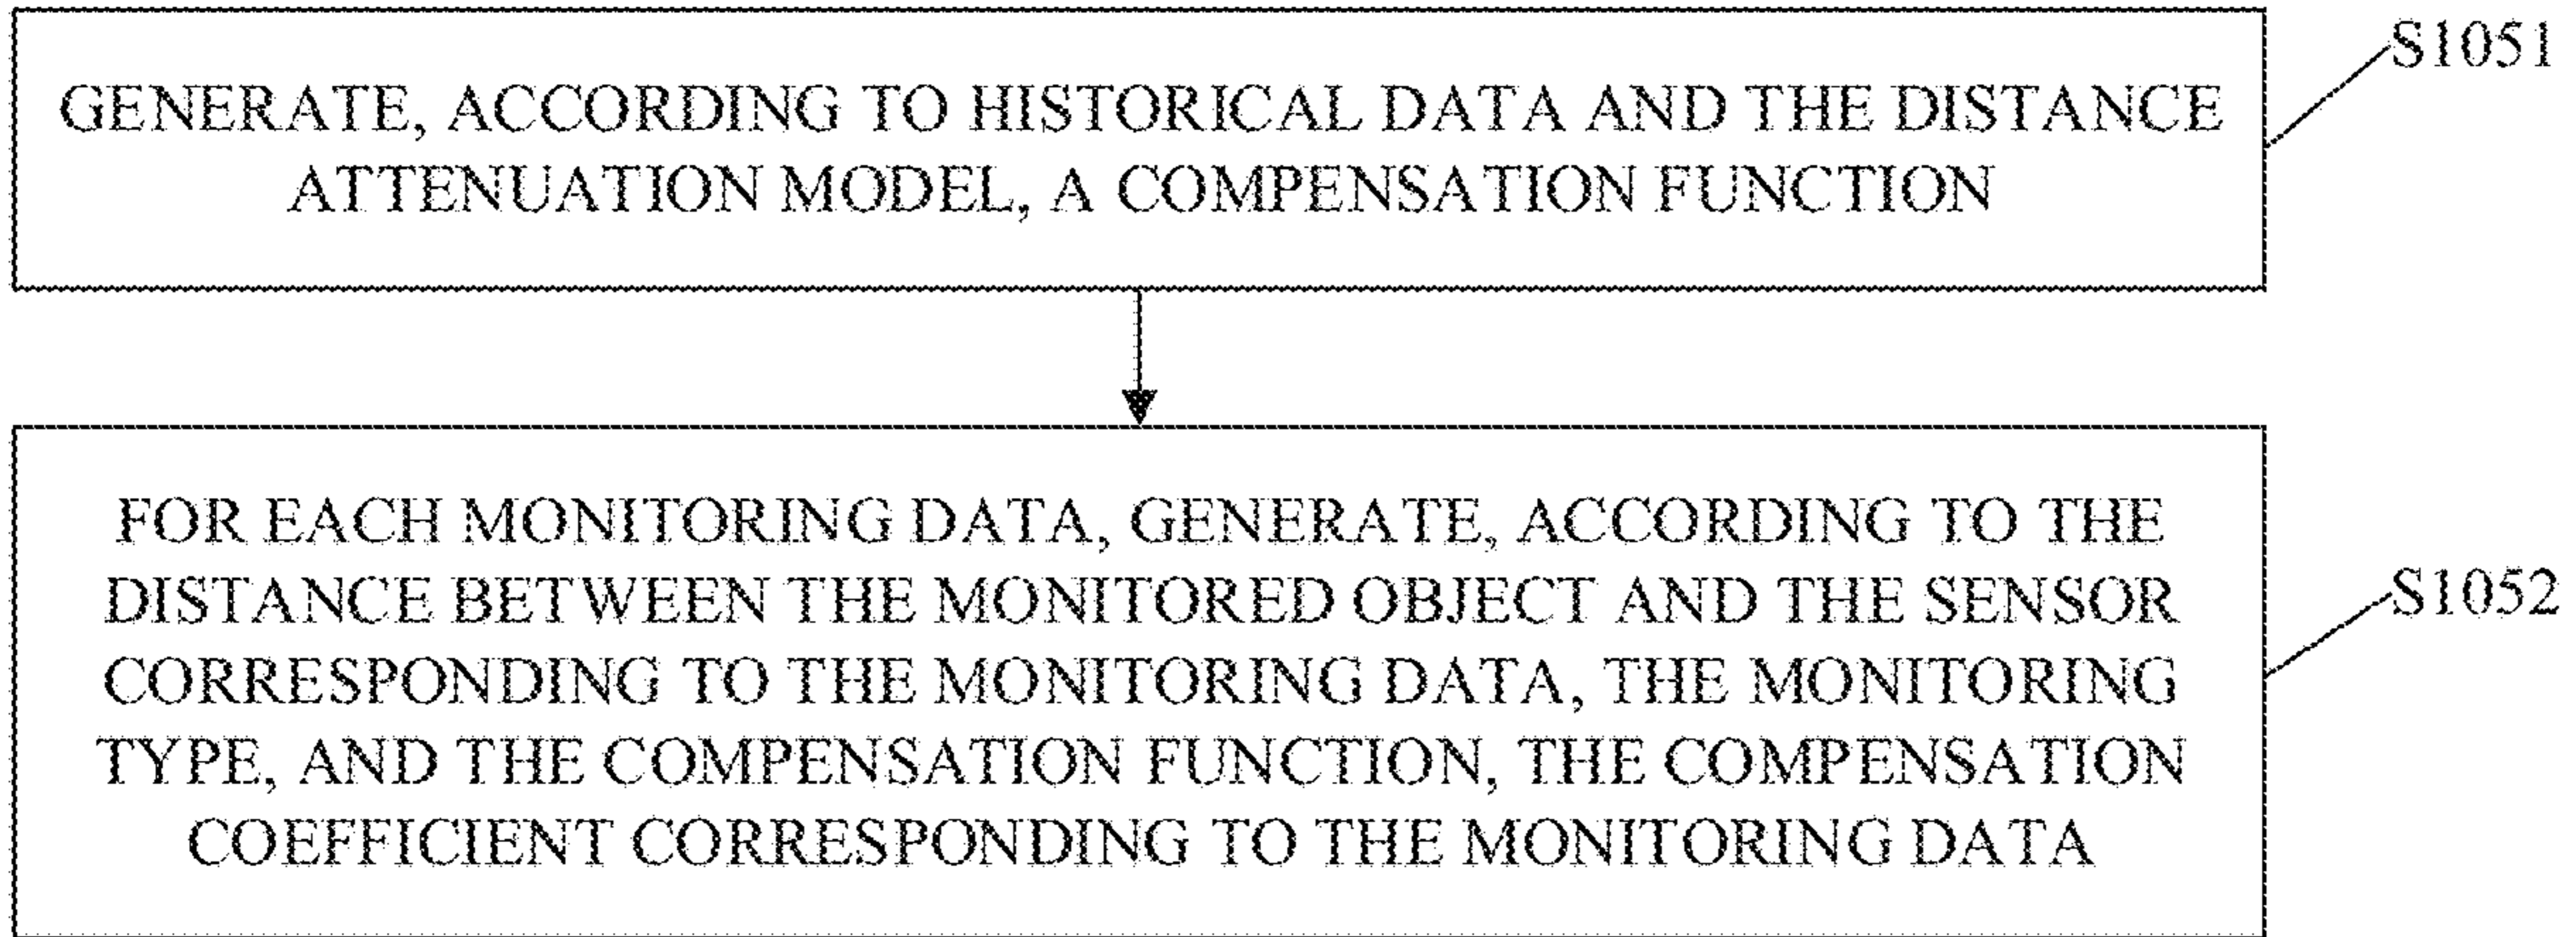 S1051
GENERATE, ACCORDING TO HISTORICAL DATA AND THE DISTANCE
ATTENUATION MODEL, A COMPENSATION FUNCTION
FOR EACH MONITORING DATA, GENERATE, ACCORDING TO THE
DISTANCE BETWEEN THE MONITORED OBJECT AND THE SENSOR
S1052
CORRESPONDING TO THE MONITORING DATA, THE MONITORING
TYPE, AND THE COMPENSATION FUNCTION, THE COMPENSATION
COEFFICIENT CORRESPONDING TO THE MONITORING DATA